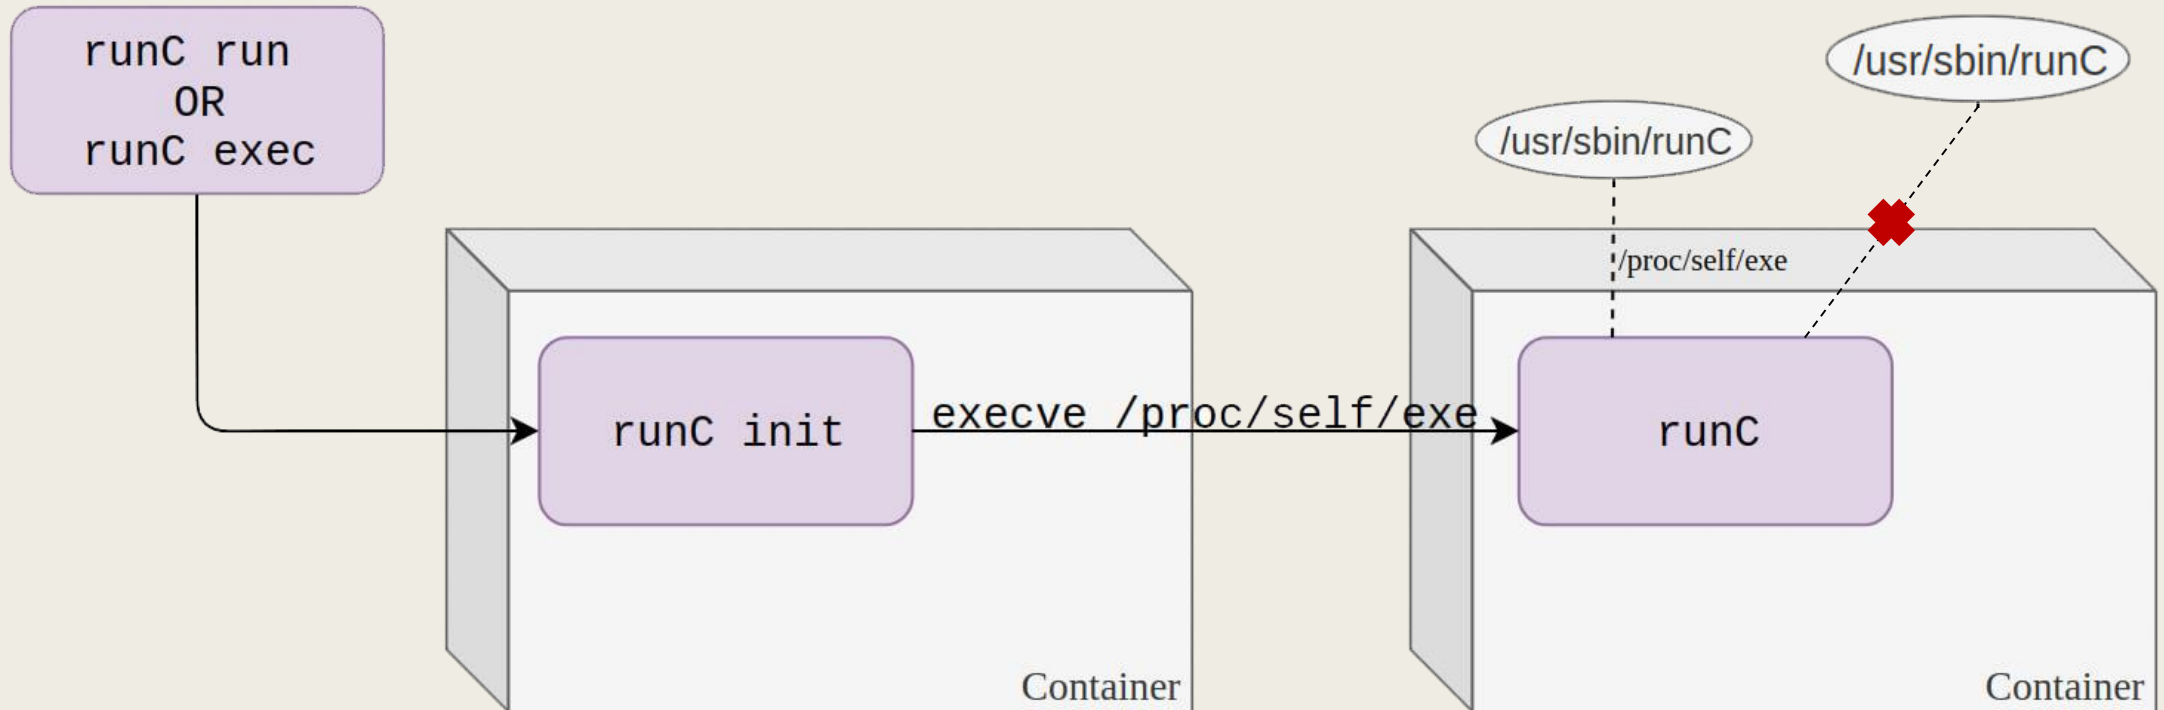 runC run
OR
runC exec
/usr/sbin/runC
/usr/sbin/runC
/proc/self/exe
runC init
execve /proc/self/exe
runC
Container
Container